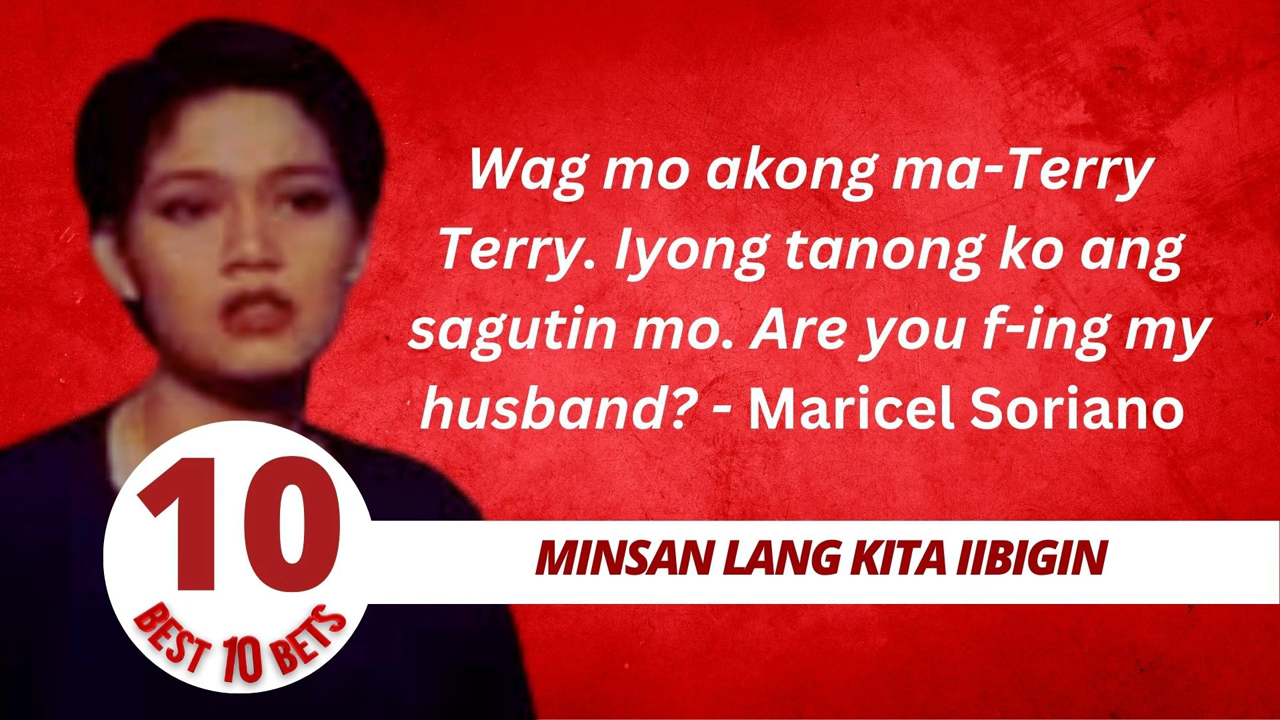 Wag mo akong ma-Terry
Terry. Iyong tanong ko ang
sagutin mo. Are you f-ing my
husband? - Maricel Soriano
10
BEST 10 BETS
MINSAN LANG KITA IIBIGIN